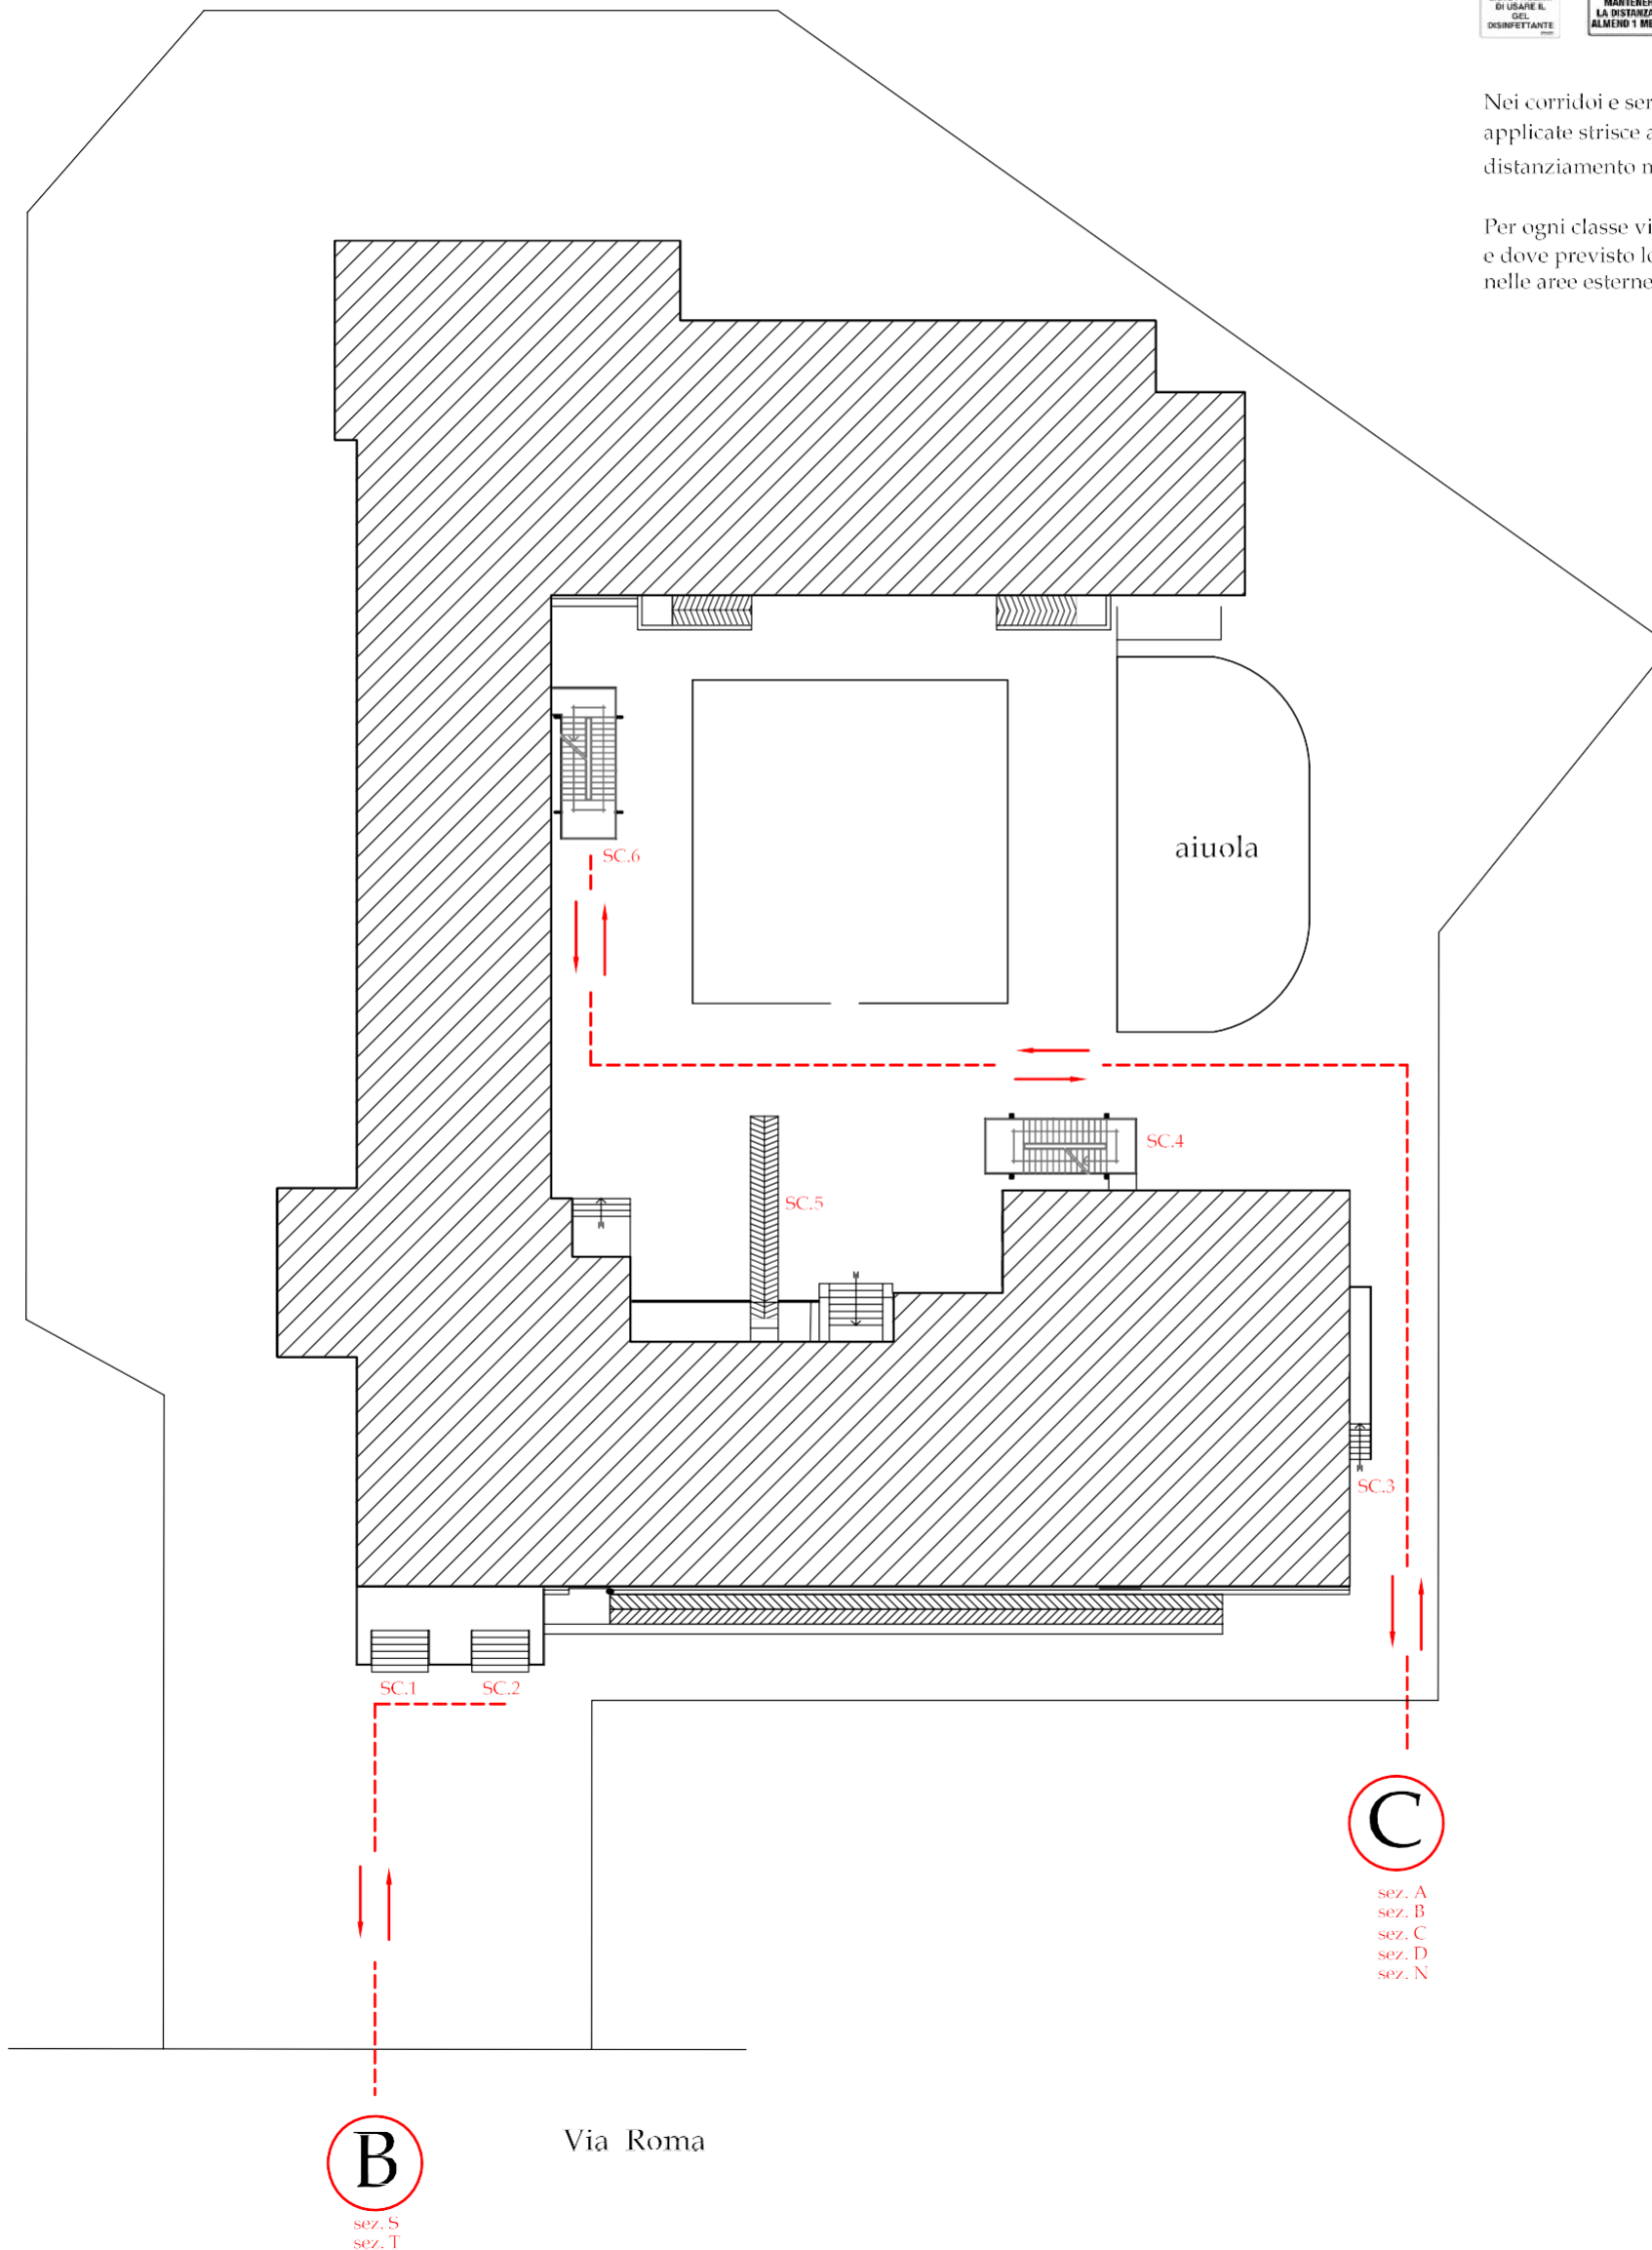 DI USARE IL
GEL
DISINFETTANTE
LA DISTANZA
ALMENO 1
Nei corridoi e
applicate strisce
distanziamento
Per ogni classe
e dove previsto
nelle aree esterne
SC.6
aiuola
SC.4
SC.5
SC.3
SC.1 SC.2
C
sez. A
sez. B
sez. C
sez. D
sez. N
B
Via Roma
sez. S
sez. T